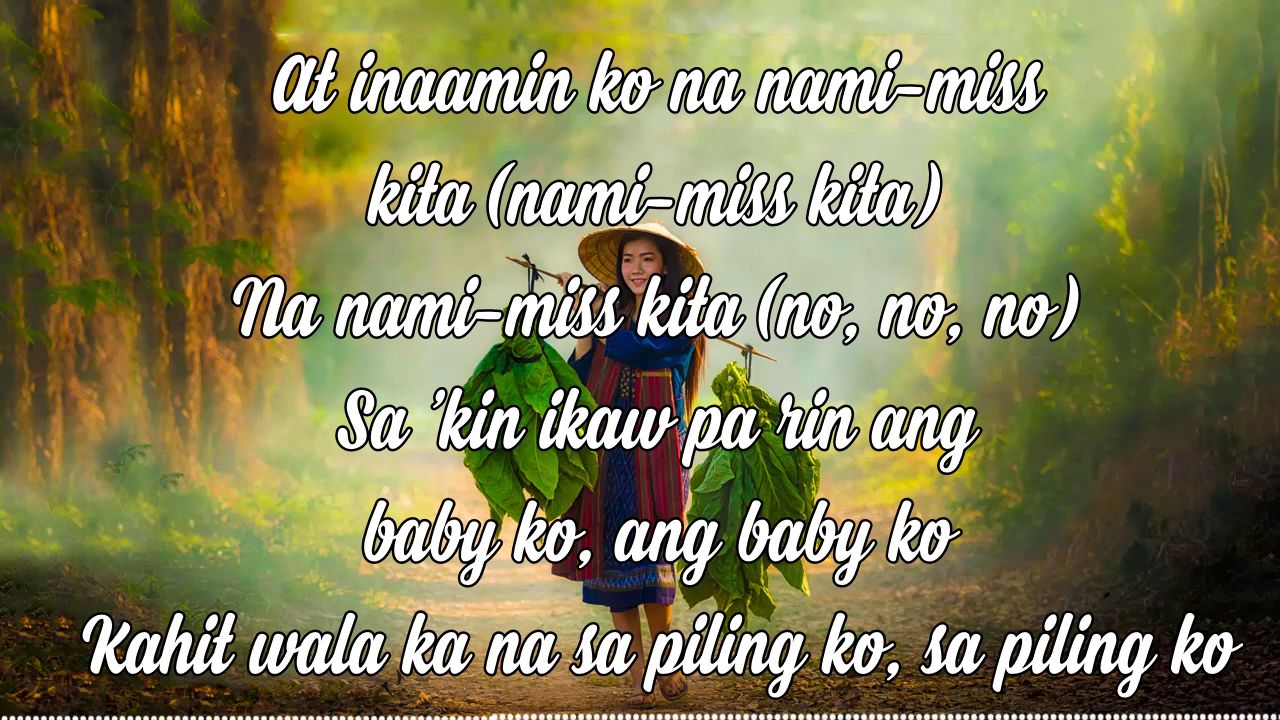 At inaamin ko na nami-miss
kita (nami-miss kita)
Na nami-miss kita (no, no, no)
Sa 'kin ikaw pa 'rin ang
baby ko, ang baby ko
Kahit wala ka na sa piling ko, sa piling ko